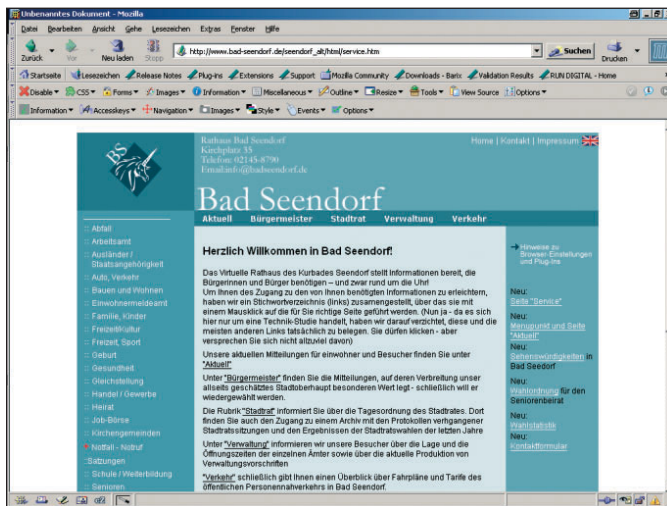 Unbenanntes Dokument - Mozilla
Datei Bearbeiten Ansicht Gehe Lesezeichen Extras Fenster Hilfe
Zurück Vor Neu laden Stopp http://www.bad-seendorf.de/seendorf_alt/html/service.htm Suchen Drucken
Startseite Lesezeichen Release Notes Plug-ins Extensions Support Mozilla Community Downloads - Barix Validation Results RUN DIGITAL - Home
Disable CSS Forms Images Information Miscellaneous Outline Resize Tools View Source Options
Information Accesskeys Navigation Images Style Events Options
BS
Rathaus Bad Seendorf
Kirchplatz 35
Telefon: 02145-8790
Email:info@badseendorf.de
Home | Kontakt | Impressum
Bad Seendorf
Aktuell Bürgermeister Stadtrat Verwaltung Verkehr
:: Abfall
:: Arbeitsamt
:: Ausländer /
Staatsangehörigkeit
:: Auto, Verkehr
:: Bauen und Wohnen
:: Einwohnermeldeamt
:: Familie, Kinder
:: Freizeit/Kultur
:: Freizeit, Sport
:: Geburt
:: Gesundheit
:: Gleichstellung
:: Handel / Gewerbe
:: Heirat
:: Job-Börse
:: Kirchengemeinden
Notfall - Notruf
::Satzungen
:: Schule / Weiterbildung
:: Senioren
Herzlich Willkommen in Bad Seendorf!
Das Virtuelle Rathaus des Kurbades Seendorf stellt Informationen bereit, die
Bürgerinnen und Bürger benötigen – und zwar rund um die Uhr!
Um Ihnen des Zugang zu den von Ihnen benötigten Informationen zu erleichtern,
haben wir ein Stichwortverzeichnis (links) zusamengestellt, über das sie mit
einem Mausklick auf die für Sie richtige Seite geführt werden. (Nun ja - da es sich
hier nur um eine Technik-Studie handelt, haben wir darauf verzichtet, diese und die
meisten anderen Links tatsächlich zu belegen. Sie dürfen klicken - aber
versprechen Sie sich nicht allzuviel davon)
Unsere aktuellen Mitteilungen für einwohner und Besucher finden Sie unter
"Aktuell"
Unter "Bürgermeister" finden Sie die Mitteilungen, auf deren Verbreitung unser
allseits geschätztes Stadtoberhaupt besonderen Wert legt - schließlich will er
wiedergewählt werden.
Die Rubrik "Stadtrat" informiert Sie über die Tagesordnung des Stadtrates. Dort
finden Sie auch den Zugang zu einem Archiv mit den Protokollen verhgangener
Stadtratssitzungen und den Ergebnissen der Stadtratswahlen der letzten Jahre
Unter "Verwaltung" informieren wir unsere Besucher über die Lage und die
Öffnungszeiten der einzelnen Ämter sowie über die aktuelle Produktion von
Verwaltungsvorschriften
"Verkehr" schließlich gibt Ihnen einen Überblick über Fahrpläne und Tarife des
öffentlichen Personennahverkehrs in Bad Seendorf.
Hinweise zu
Browser-Einstellungen
und Plug-Ins
Neu:
Seite "Service"
Neu:
Menupunkt und Seite
"Aktuell"
Neu:
Sehenswürdigkeiten in
Bad Seedorf
Neu:
Wahlordnung für den
Seniorenbeirat
Neu:
Wahlstatistik
Neu:
Kontaktformular